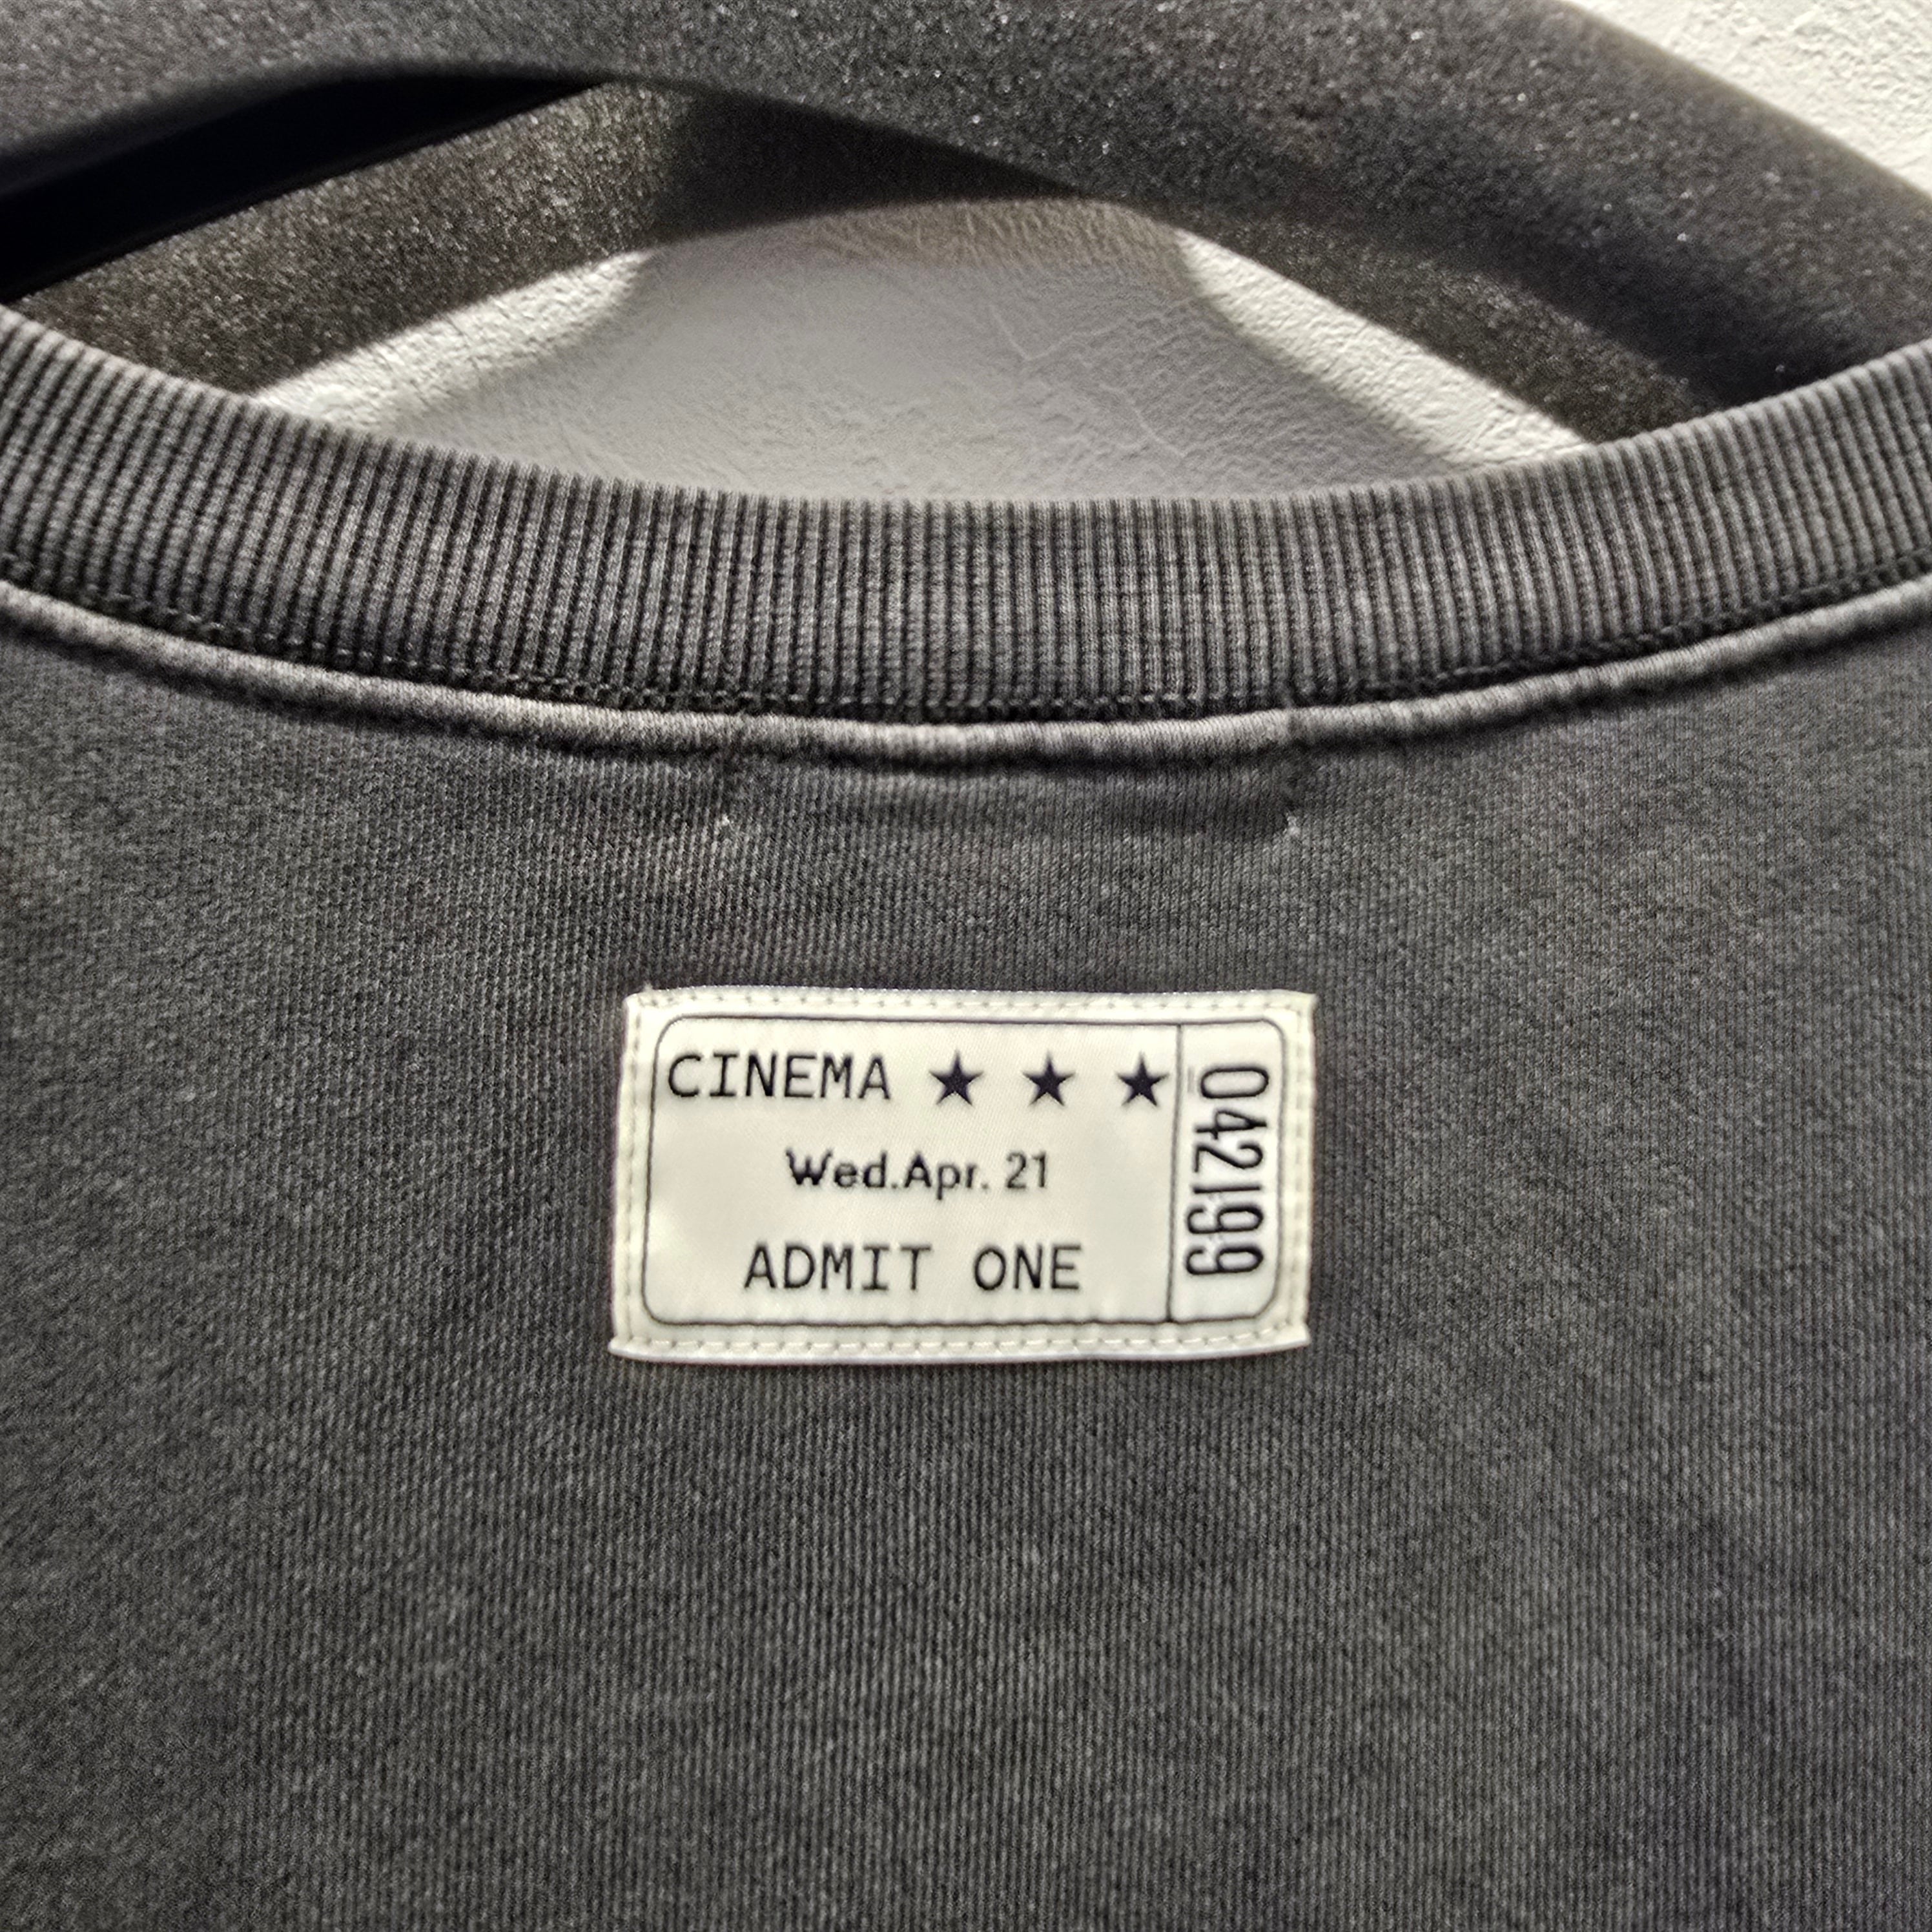 CINEMA ★ ★ ★
Wed.Apr. 21
ADMIT ONE
042199